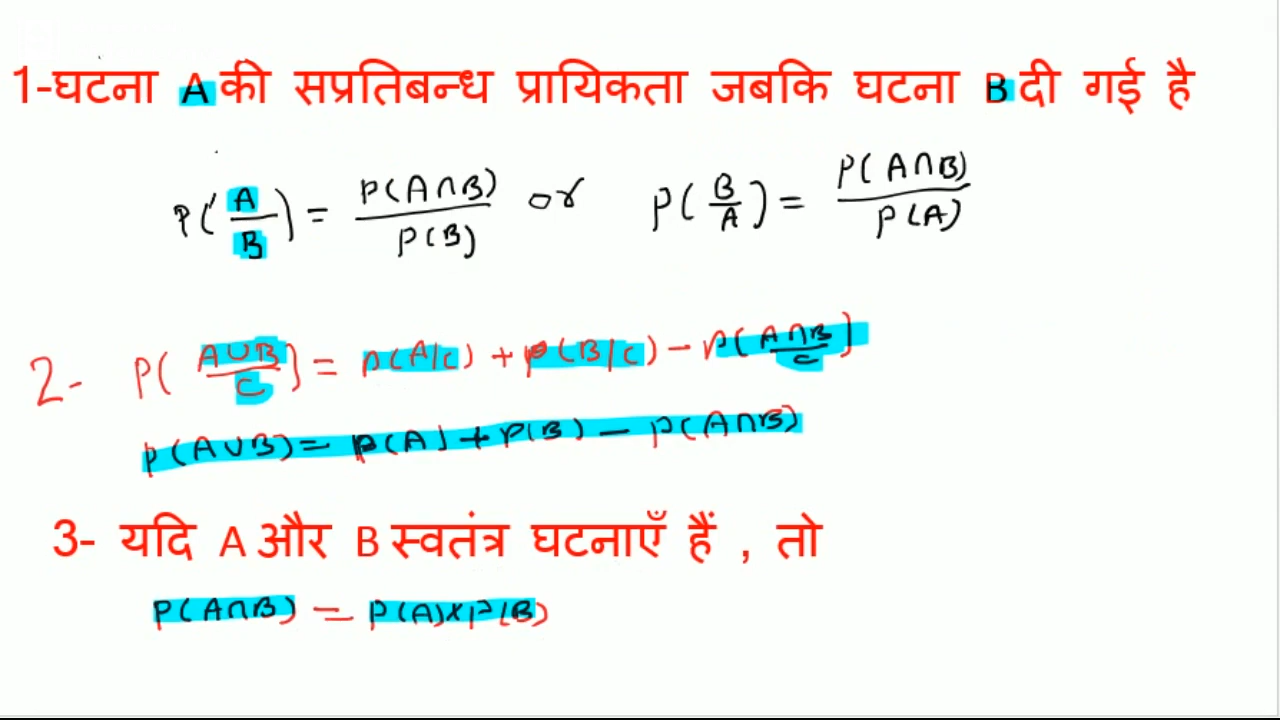 1-घटना A की सप्रतिबन्ध प्रायिकता जबकि घटना B दी गई है
P(A/B) = P(A∩B)/P(B) or P(B/A) = P(A∩B)/P(A)
2- P(A∪B/C) = P(A/C) + P(B/C) - P(A∩B/C)
P(A∪B) = P(A) + P(B) - P(A∩B)
3- यदि A और B स्वतंत्र घटनाएँ हैं , तो
P(A∩B) = P(A)×P(B)